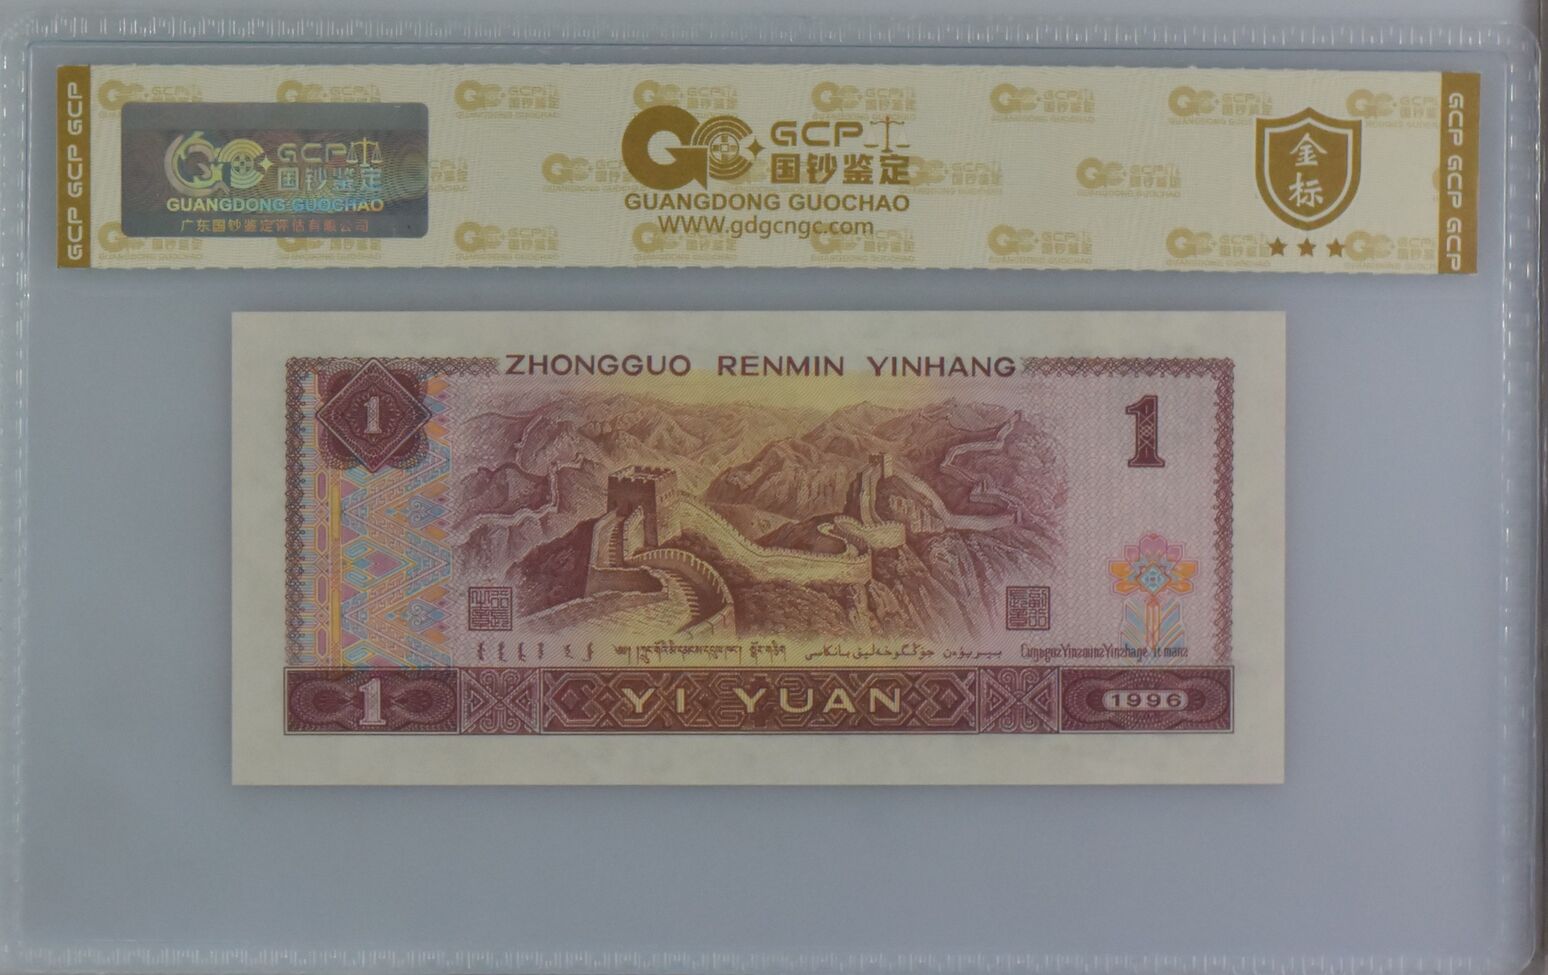 GCP GCP GCP
GCP
国钞鉴定
GUANGDONG GUOCHAO
广东国钞鉴定评估有限公司
GCP
国钞鉴定
GUANGDONG GUOCHAO
WWW.gdgcngc.com
金标
GCP GCP GCP
ZHONGGUO RENMIN YINHANG
1
1
1
YI YUAN
1996